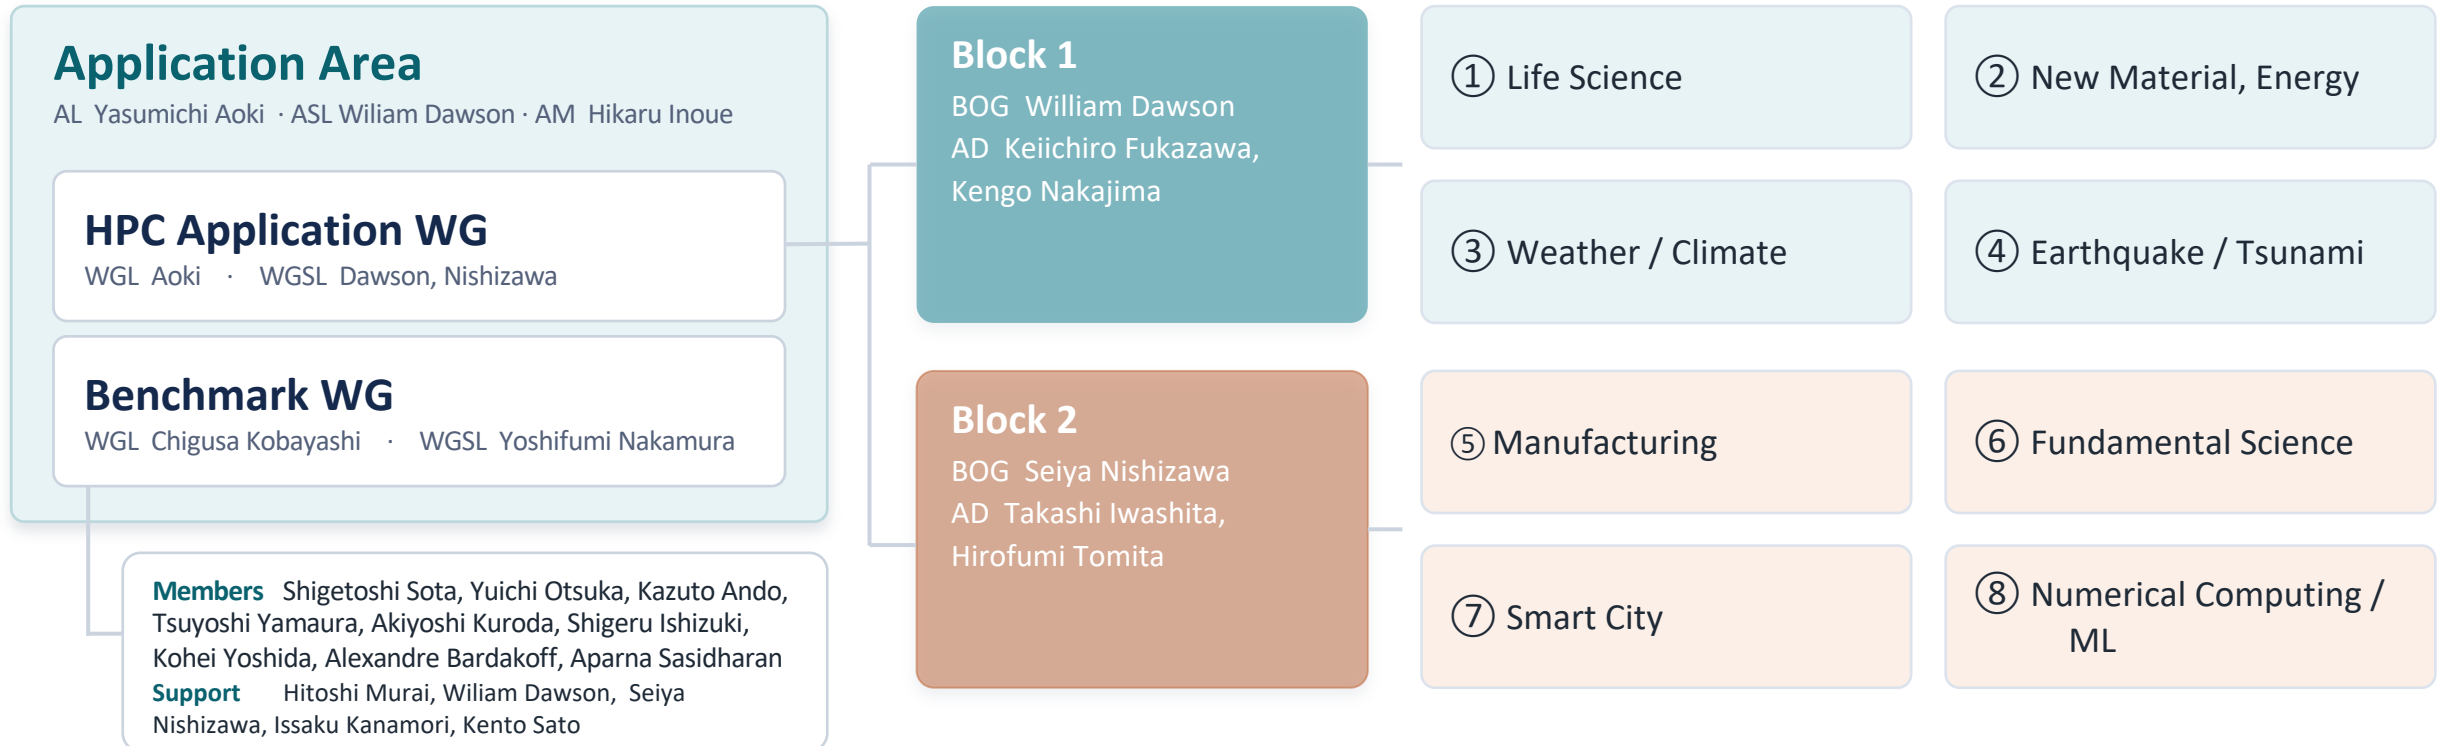 Application Area
AL Yasumichi Aoki · ASL Wiliam Dawson · AM Hikaru Inoue
HPC Application WG
WGL Aoki · WGSL Dawson, Nishizawa
Benchmark WG
WGL Chigusa Kobayashi · WGSL Yoshifumi Nakamura
Members Shigetoshi Sota, Yuichi Otsuka, Kazuto Ando,
Tsuyoshi Yamaura, Akiyoshi Kuroda, Shigeru Ishizuki,
Kohei Yoshida, Alexandre Bardakoff, Aparna Sasidharan
Support Hitoshi Murai, Wiliam Dawson, Seiya
Nishizawa, Issaku Kanamori, Kento Sato
Block 1
BOG William Dawson
AD Keiichiro Fukazawa,
Kengo Nakajima
① Life Science
② New Material, Energy
③ Weather / Climate
④ Earthquake / Tsunami
Block 2
BOG Seiya Nishizawa
AD Takashi Iwashita,
Hirofumi Tomita
⑤ Manufacturing
⑥ Fundamental Science
⑦ Smart City
⑧ Numerical Computing /
ML